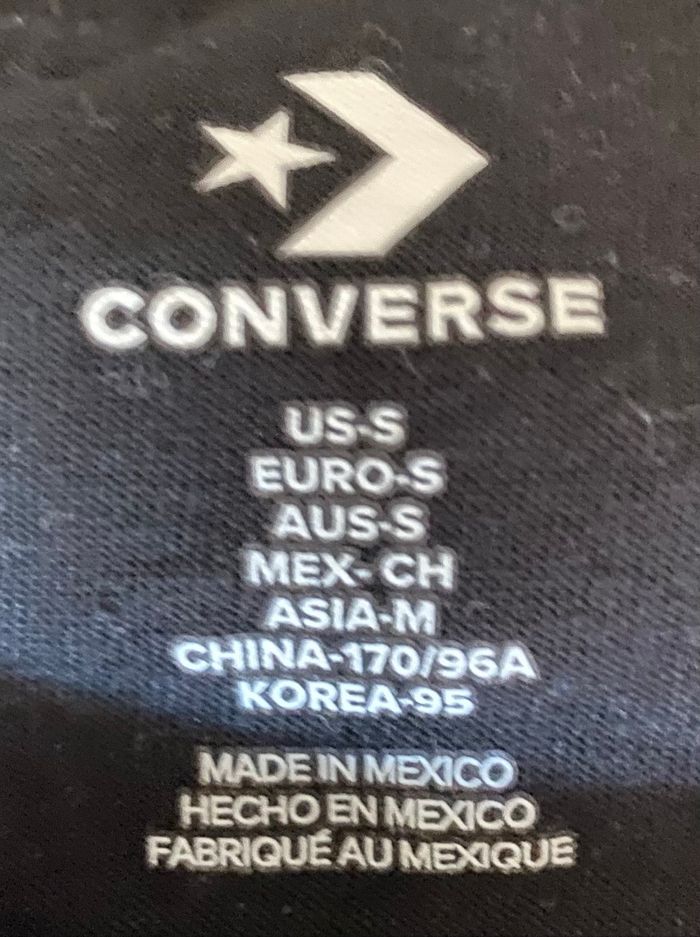 CONVERSE
US-S
EURO-S
AUS-S
MEX- CH
ASIA-M
CHINA-170/96A
KOREA-95
MADE IN MEXICO
HECHO EN MEXICO
FABRIQUÉ AU MEXIQUE